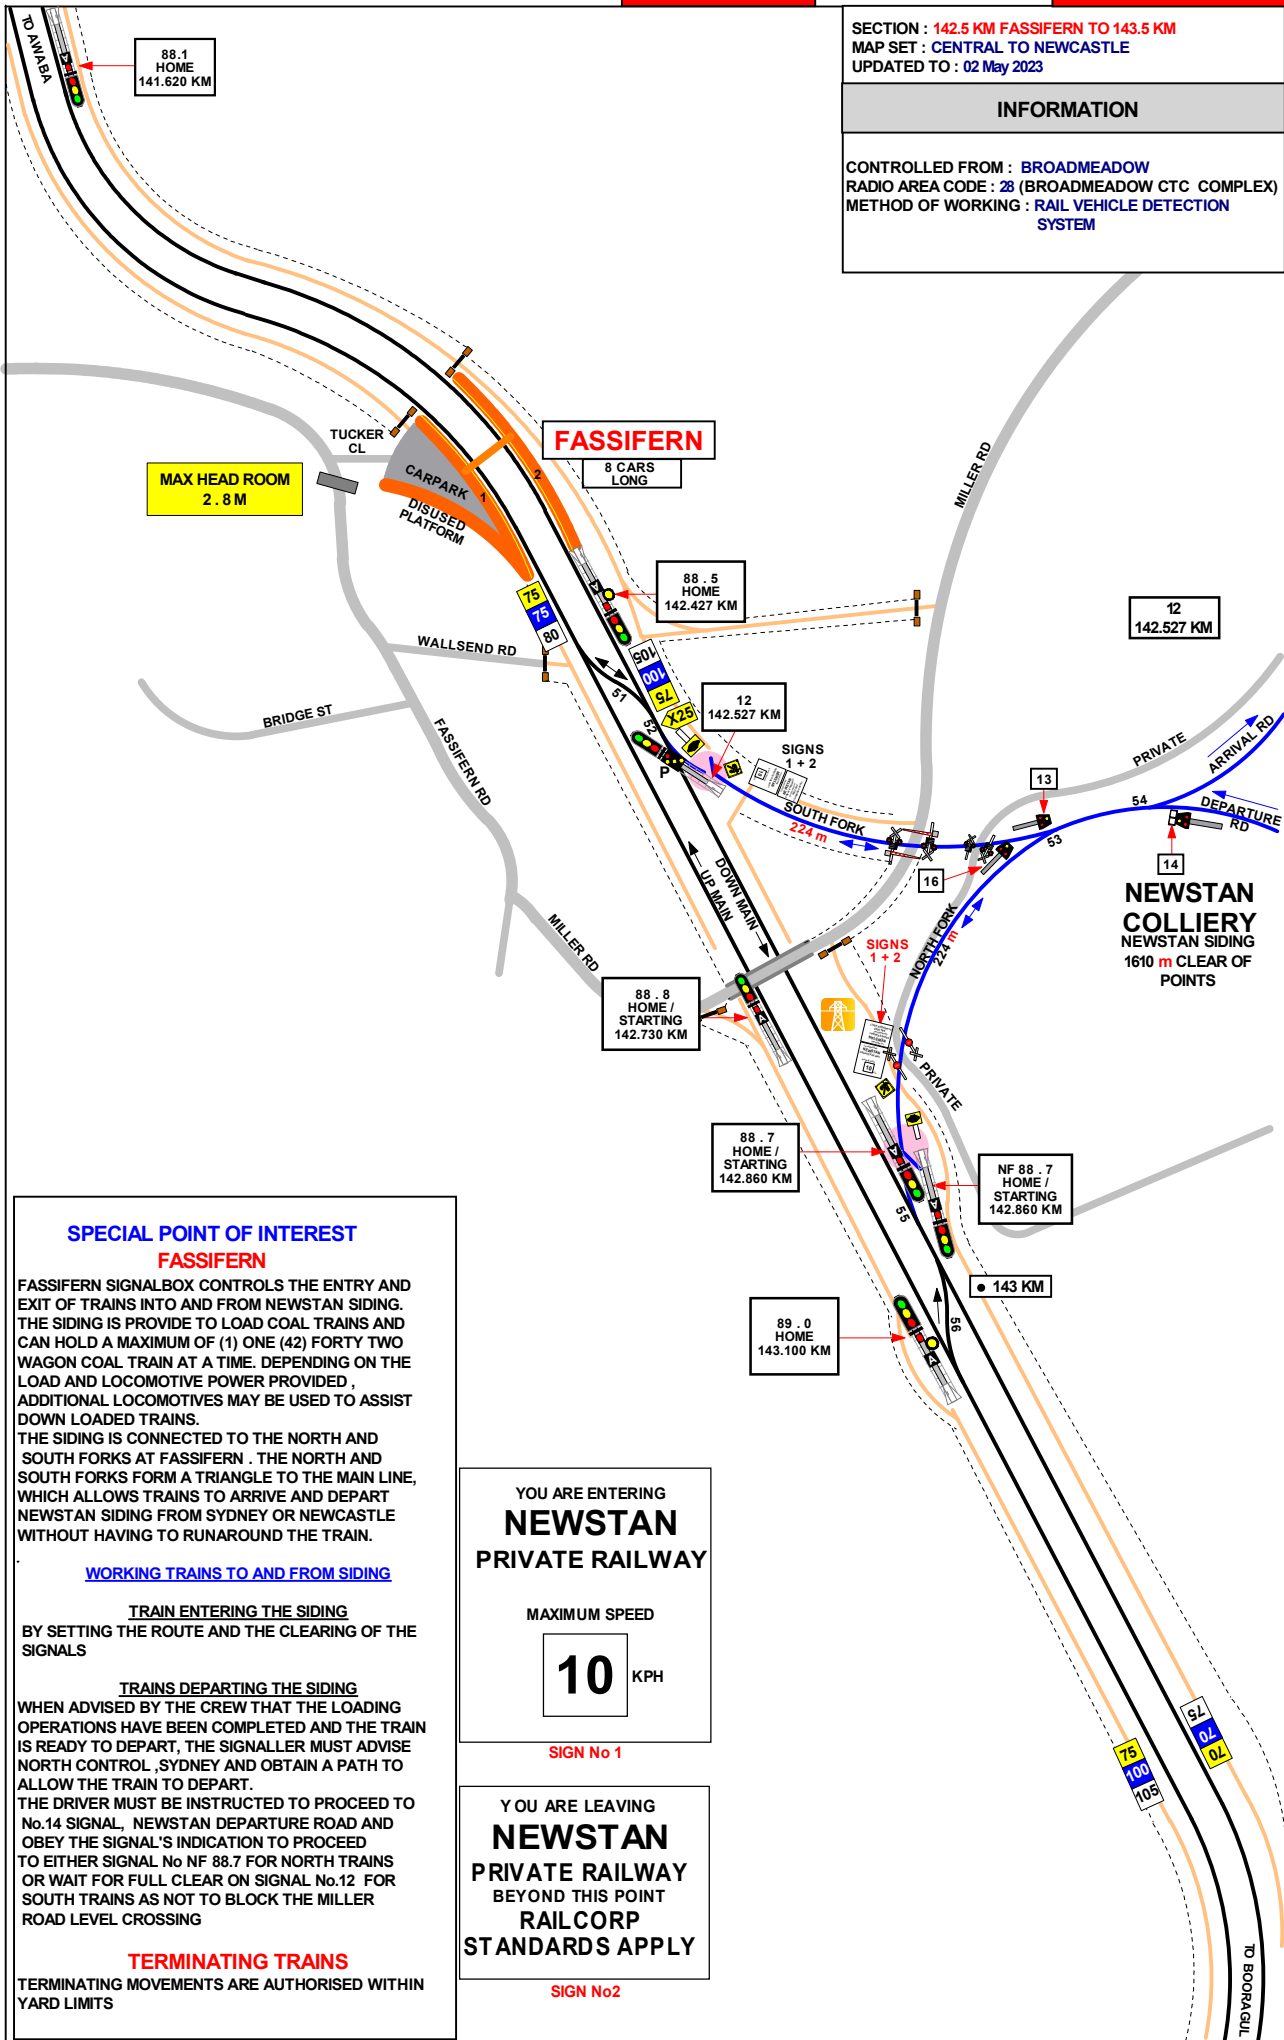 SECTION : 142.5 KM FASSIFERN TO 143.5 KM
MAP SET : CENTRAL TO NEWCASTLE
UPDATED TO : 02 May 2023
INFORMATION
CONTROLLED FROM : BROADMEADOW
RADIO AREA CODE : 28 (BROADMEADOW CTC COMPLEX)
METHOD OF WORKING : RAIL VEHICLE DETECTION
SYSTEM
TO AWABA
88.1
HOME
141.620 KM
TUCKER
CL
MAX HEAD ROOM
2 . 8 M
CARPARK
DISUSED
PLATFORM
1
2
FASSIFERN
8 CARS
LONG
MILLER RD
88 . 5
HOME
142.427 KM
12
142.527 KM
75
75
80
WALLSEND RD
BRIDGE ST
FASSIFERN RD
51
52
105
100
75
X25
12
142.527 KM
P
SIGNS
1 + 2
SOUTH FORK
224 m
PRIVATE
ARRIVAL RD
13
54
DEPARTURE
RD
53
14
16
NEWSTAN
COLLIERY
NEWSTAN SIDING
1610 m CLEAR OF
POINTS
UP MAIN
DOWN MAIN
MILLER RD
NORTH FORK
224 m
SIGNS
1 + 2
88 . 8
HOME /
STARTING
142.730 KM
PRIVATE
88 . 7
HOME /
STARTING
142.860 KM
NF 88 . 7
HOME /
STARTING
142.860 KM
55
143 KM
56
89 . 0
HOME
143.100 KM
SPECIAL POINT OF INTEREST
FASSIFERN
FASSIFERN SIGNALBOX CONTROLS THE ENTRY AND
EXIT OF TRAINS INTO AND FROM NEWSTAN SIDING.
THE SIDING IS PROVIDE TO LOAD COAL TRAINS AND
CAN HOLD A MAXIMUM OF (1) ONE (42) FORTY TWO
WAGON COAL TRAIN AT A TIME. DEPENDING ON THE
LOAD AND LOCOMOTIVE POWER PROVIDED ,
ADDITIONAL LOCOMOTIVES MAY BE USED TO ASSIST
DOWN LOADED TRAINS.
THE SIDING IS CONNECTED TO THE NORTH AND
SOUTH FORKS AT FASSIFERN . THE NORTH AND
SOUTH FORKS FORM A TRIANGLE TO THE MAIN LINE,
WHICH ALLOWS TRAINS TO ARRIVE AND DEPART
NEWSTAN SIDING FROM SYDNEY OR NEWCASTLE
WITHOUT HAVING TO RUNAROUND THE TRAIN.
.
WORKING TRAINS TO AND FROM SIDING
TRAIN ENTERING THE SIDING
BY SETTING THE ROUTE AND THE CLEARING OF THE
SIGNALS
TRAINS DEPARTING THE SIDING
WHEN ADVISED BY THE CREW THAT THE LOADING
OPERATIONS HAVE BEEN COMPLETED AND THE TRAIN
IS READY TO DEPART, THE SIGNALLER MUST ADVISE
NORTH CONTROL ,SYDNEY AND OBTAIN A PATH TO
ALLOW THE TRAIN TO DEPART.
THE DRIVER MUST BE INSTRUCTED TO PROCEED TO
No.14 SIGNAL, NEWSTAN DEPARTURE ROAD AND
OBEY THE SIGNAL'S INDICATION TO PROCEED
TO EITHER SIGNAL No NF 88.7 FOR NORTH TRAINS
OR WAIT FOR FULL CLEAR ON SIGNAL No.12 FOR
SOUTH TRAINS AS NOT TO BLOCK THE MILLER
ROAD LEVEL CROSSING
TERMINATING TRAINS
TERMINATING MOVEMENTS ARE AUTHORISED WITHIN
YARD LIMITS
YOU ARE ENTERING
NEWSTAN
PRIVATE RAILWAY
MAXIMUM SPEED
10 KPH
SIGN No 1
YOU ARE LEAVING
NEWSTAN
PRIVATE RAILWAY
BEYOND THIS POINT
RAILCORP
STANDARDS APPLY
SIGN No2
75
70
70
75
100
105
TO BOORAGUL